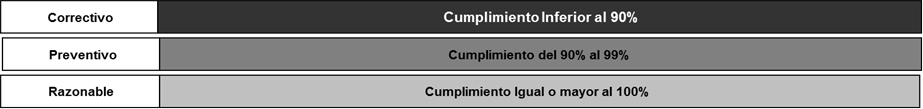 Correctivo Cumplimiento Inferior al 90%
Preventivo Cumplimiento del 90% al 99%
Razonable Cumplimiento Igual o mayor al 100%